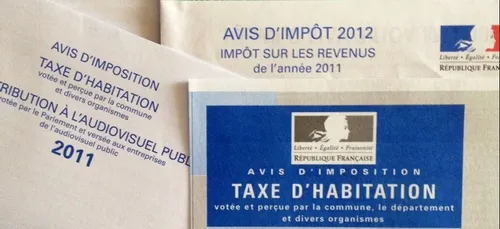 AVIS D'IMPOSITION
TAXE D'HABITATION
votée et perçue par la commune
et divers organismes
TRIBUTION À L'AUDIOVISUEL PUBL
votée par le Parlement et versée aux entreprises
de l'audiovisuel public
2011
AVIS D'IMPÔT 2012
IMPÔT SUR LES REVENUS
de l'année 2011
Liberté • Égalité • Fraternité
RÉPUBLIQUE FRANÇAISE
Liberté • Égalité • Fraternité
RÉPUBLIQUE FRANÇAISE
AVIS D'IMPOSITION
TAXE D'HABITATION
votée et perçue par la commune, le département
et divers organismes